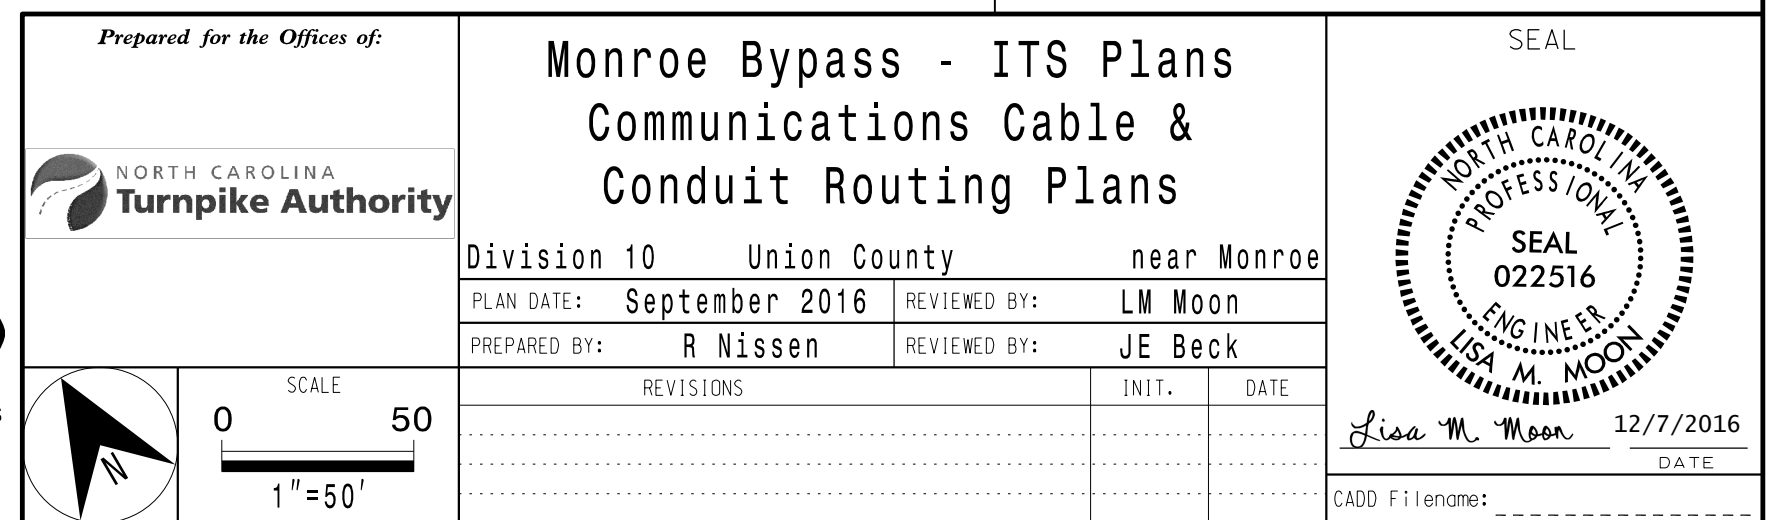 Prepared for the Offices of:
NORTH CAROLINA
Turnpike Authority
Monroe Bypass - ITS Plans
Communications Cable &
Conduit Routing Plans
Division 10 Union County near Monroe
PLAN DATE: September 2016 REVIEWED BY: LM Moon
PREPARED BY: R Nissen REVIEWED BY: JE Beck
SCALE
0 50
1"=50'
N
REVISIONS INIT. DATE
SEAL
NORTH CAROLINA
PROFESSIONAL
SEAL
022516
ENGINEER
LISA M. MOON
Lisa M. Moon 12/7/2016
DATE
CADD Filename: